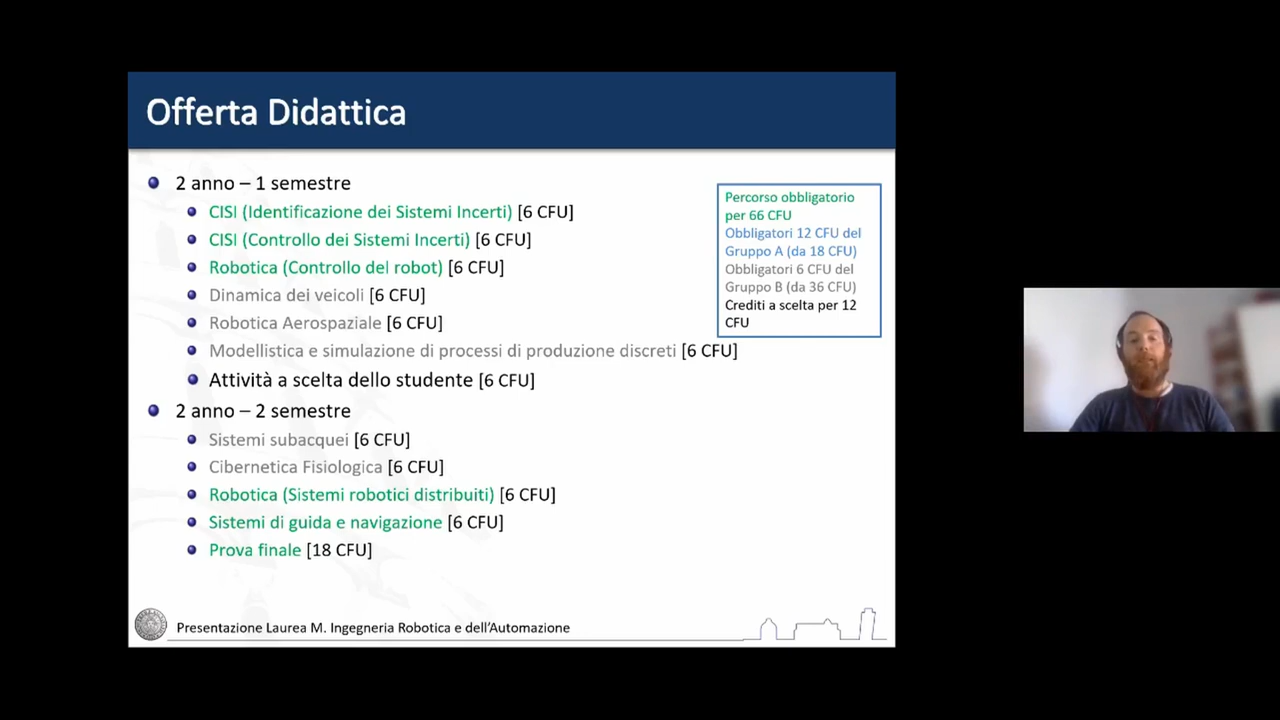 Offerta Didattica
2 anno – 1 semestre
CISI (Identificazione dei Sistemi Incerti) [6 CFU]
CISI (Controllo dei Sistemi Incerti) [6 CFU]
Robotica (Controllo del robot) [6 CFU]
Dinamica dei veicoli [6 CFU]
Robotica Aerospaziale [6 CFU]
Modellistica e simulazione di processi di produzione discreti [6 CFU]
Attività a scelta dello studente [6 CFU]
2 anno – 2 semestre
Sistemi subacquei [6 CFU]
Cibernetica Fisiologica [6 CFU]
Robotica (Sistemi robotici distribuiti) [6 CFU]
Sistemi di guida e navigazione [6 CFU]
Prova finale [18 CFU]
Percorso obbligatorio
per 66 CFU
Obbligatori 12 CFU del
Gruppo A (da 18 CFU)
Obbligatori 6 CFU del
Gruppo B (da 36 CFU)
Crediti a scelta per 12
CFU
Presentazione Laurea M. Ingegneria Robotica e dell'Automazione